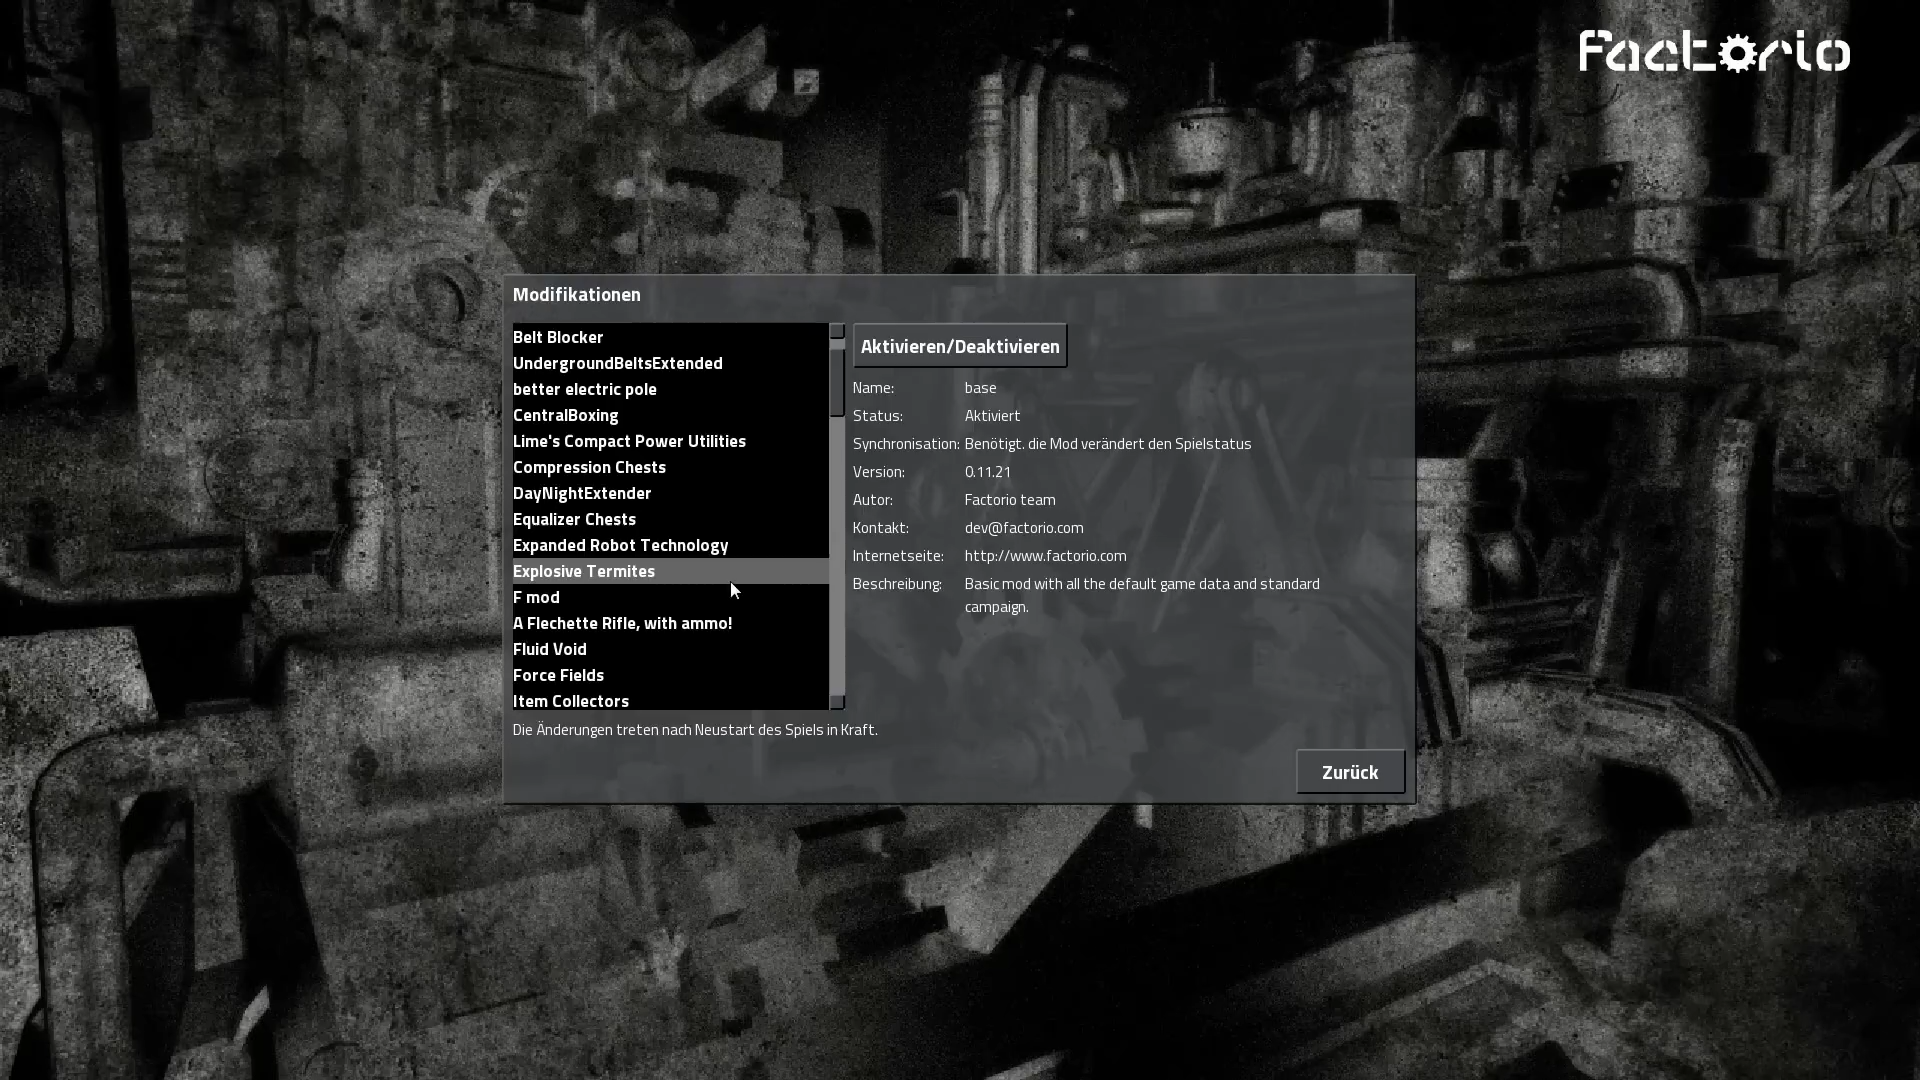 Factorio
Modifikationen
Belt Blocker
UndergroundBeltsExtended
better electric pole
CentralBoxing
Lime's Compact Power Utilities
Compression Chests
DayNightExtender
Equalizer Chests
Expanded Robot Technology
Explosive Termites
F mod
A Flechette Rifle, with ammo!
Fluid Void
Force Fields
Item Collectors
Aktivieren/Deaktivieren
Name: base
Status: Aktiviert
Synchronisation: Benötigt. die Mod verändert den Spielstatus
Version: 0.11.21
Autor: Factorio team
Kontakt: dev@factorio.com
Internetseite: http://www.factorio.com
Beschreibung: Basic mod with all the default game data and standard
campaign.
Die Änderungen treten nach Neustart des Spiels in Kraft.
Zurück